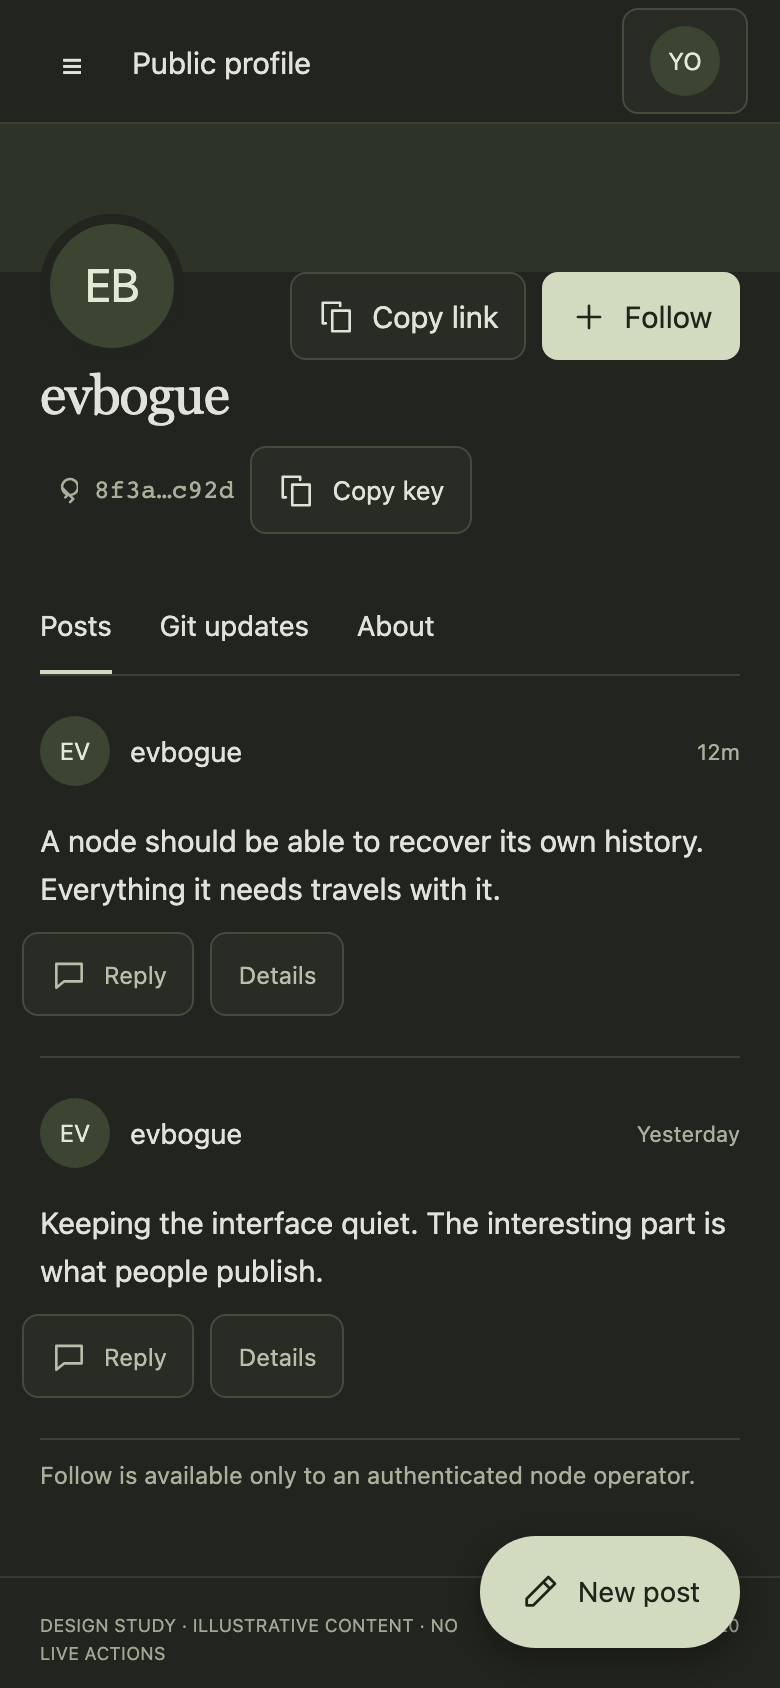 ≡ Public profile YO
EB
Copy link
Follow
evbogue
8f3a…c92d
Copy key
Posts Git updates About
EV evbogue 12m
A node should be able to recover its own history.
Everything it needs travels with it.
Reply Details
EV evbogue Yesterday
Keeping the interface quiet. The interesting part is
what people publish.
Reply Details
Follow is available only to an authenticated node operator.
New post
DESIGN STUDY · ILLUSTRATIVE CONTENT · NO
LIVE ACTIONS